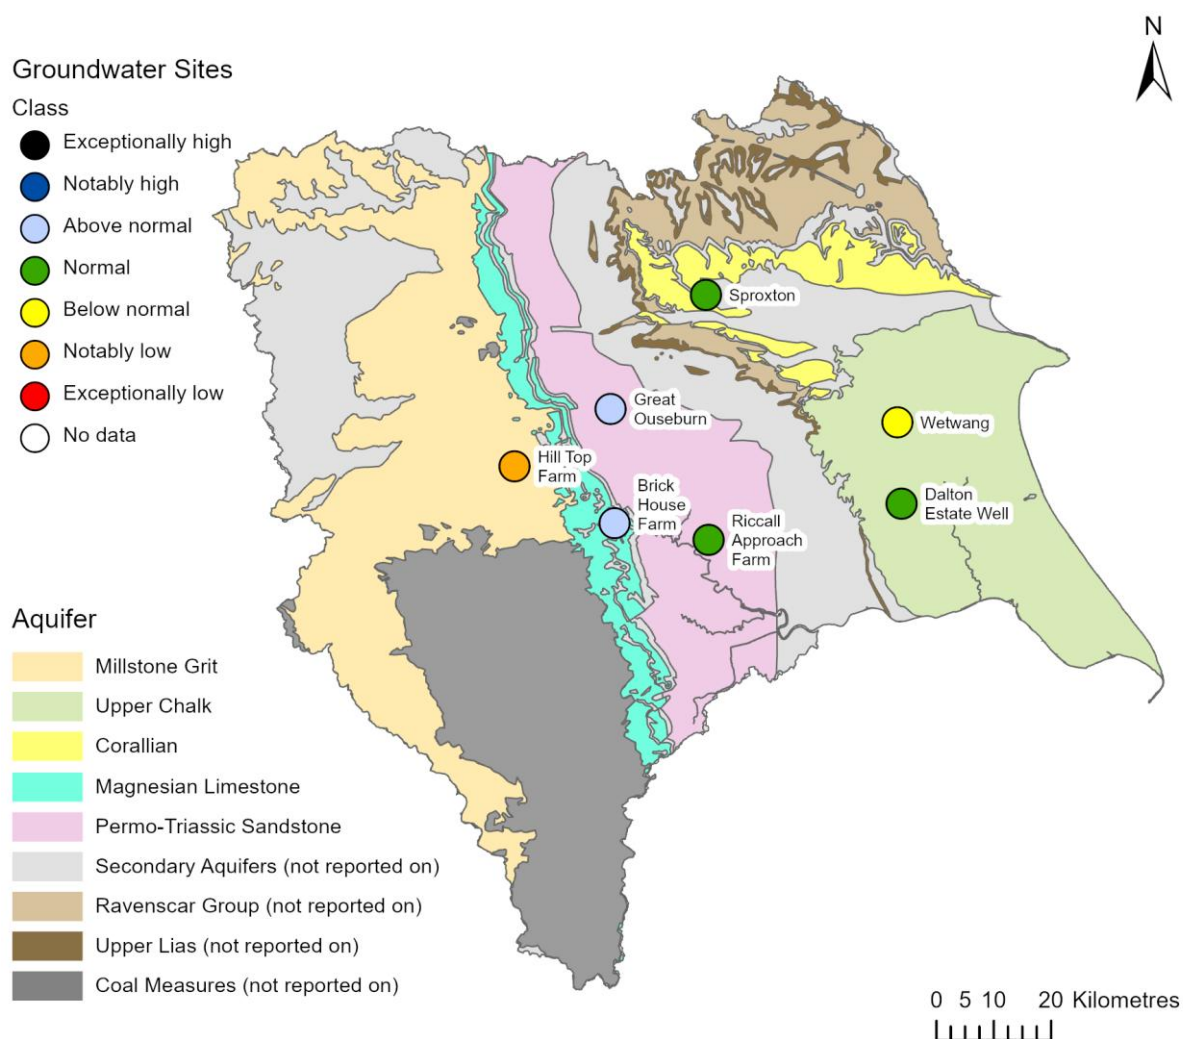 N
Groundwater Sites
Class
Exceptionally high
Notably high
Above normal
Normal
Below normal
Notably low
Exceptionally low
No data
Sproxton
Great
Ouseburn
Wetwang
Hill Top
Farm
Brick
House
Farm
Riccall
Approach
Farm
Dalton
Estate Well
Aquifer
Millstone Grit
Upper Chalk
Corallian
Magnesian Limestone
Permo-Triassic Sandstone
Secondary Aquifers (not reported on)
Ravenscar Group (not reported on)
Upper Lias (not reported on)
Coal Measures (not reported on)
0 5 10 20 Kilometres